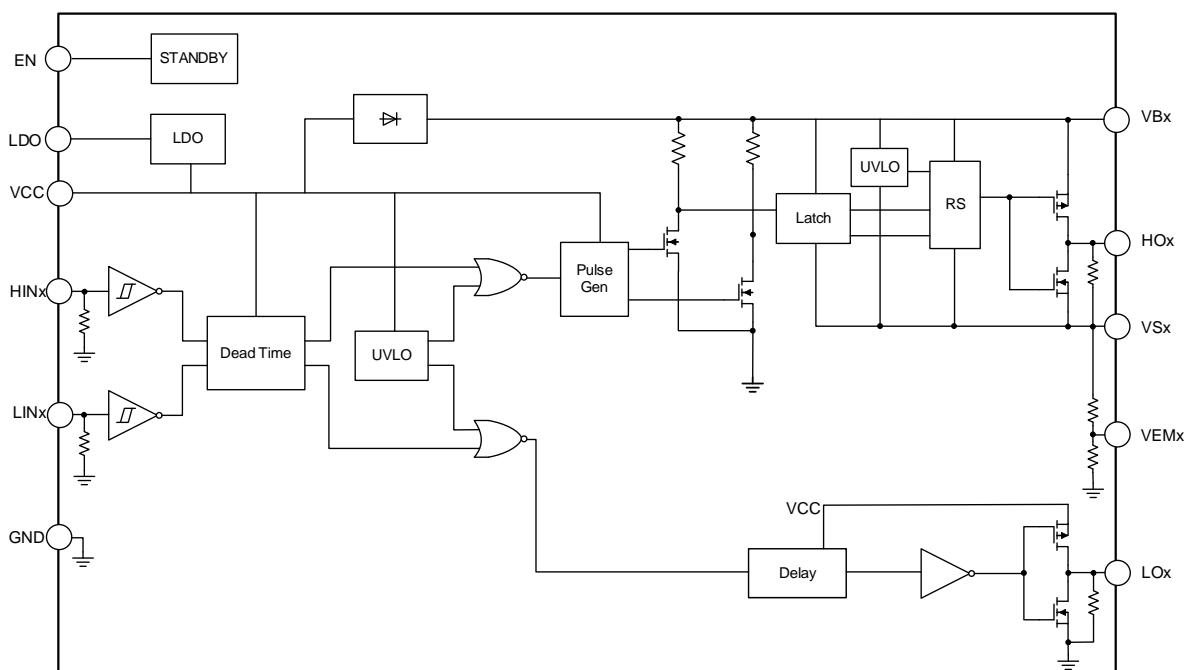 EN
STANDBY
LDO
LDO
VCC
VBx
UVLO
RS
Latch
HOx
HINx
Pulse
Gen
Dead Time
UVLO
VSx
LINx
VEMx
GND
VCC
Delay
LOx